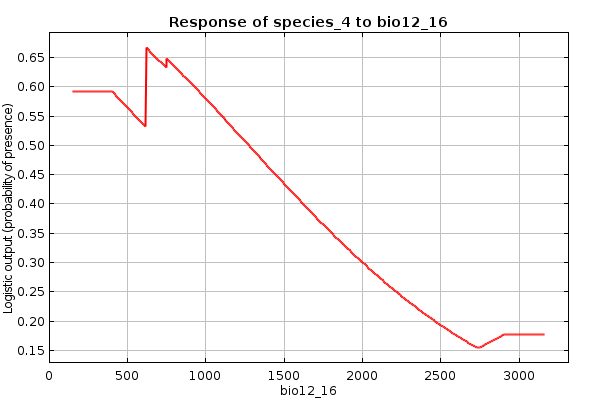 Response of species_4 to bio12_16
Logistic output (probability of presence)
0.65
0.60
0.55
0.50
0.45
0.40
0.35
0.30
0.25
0.20
0.15
0 500 1000 1500 2000 2500 3000
bio12_16